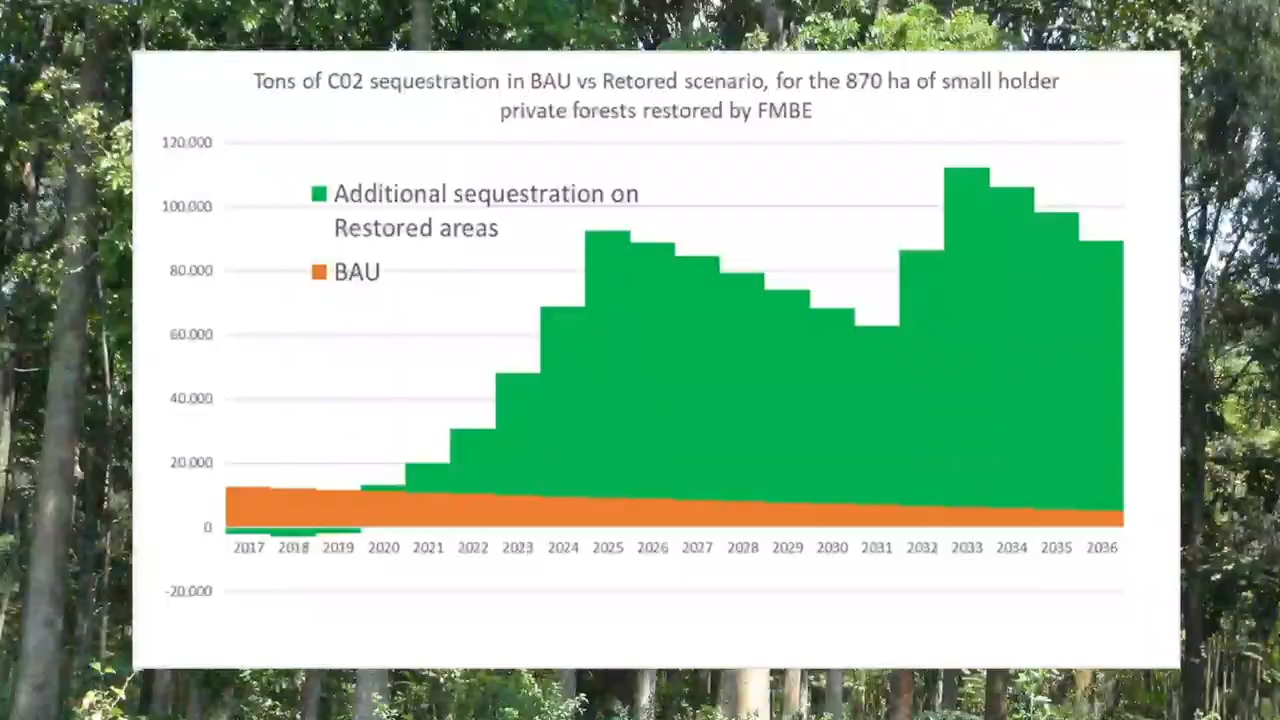 Tons of C02 sequestration in BAU vs Retored scenario, for the 870 ha of small holder
private forests restored by FMBE
120.000
100.000
80.000
60.000
40.000
20.000
0
-20.000
Additional sequestration on
Restored areas
BAU
2017 2018 2019 2020 2021 2022 2023 2024 2025 2026 2027 2028 2029 2030 2031 2032 2033 2034 2035 2036